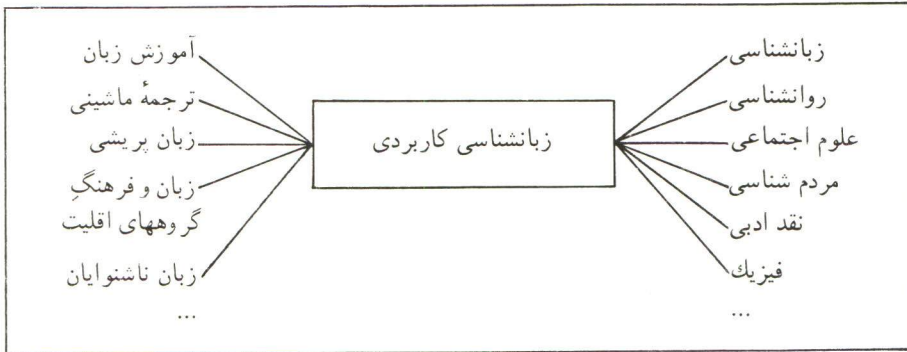 زبانشناسی
روانشناسی
علوم اجتماعی
مردم شناسی
نقد ادبی
فیزیك
...
زبانشناسی کاربردی
آموزش زبان
ترجمهٔ ماشینی
زبان پریشی
زبان و فرهنگِ
گروههای اقلیت
زبان ناشنوایان
...